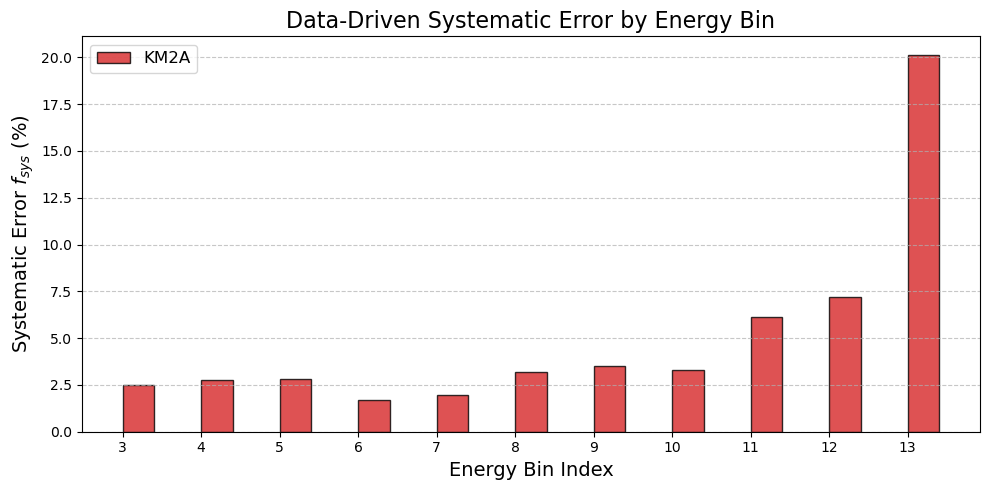 Data-Driven Systematic Error by Energy Bin
KM2A
Systematic Error f_sys (%)
20.0
17.5
15.0
12.5
10.0
7.5
5.0
2.5
0.0
3 4 5 6 7 8 9 10 11 12 13
Energy Bin Index